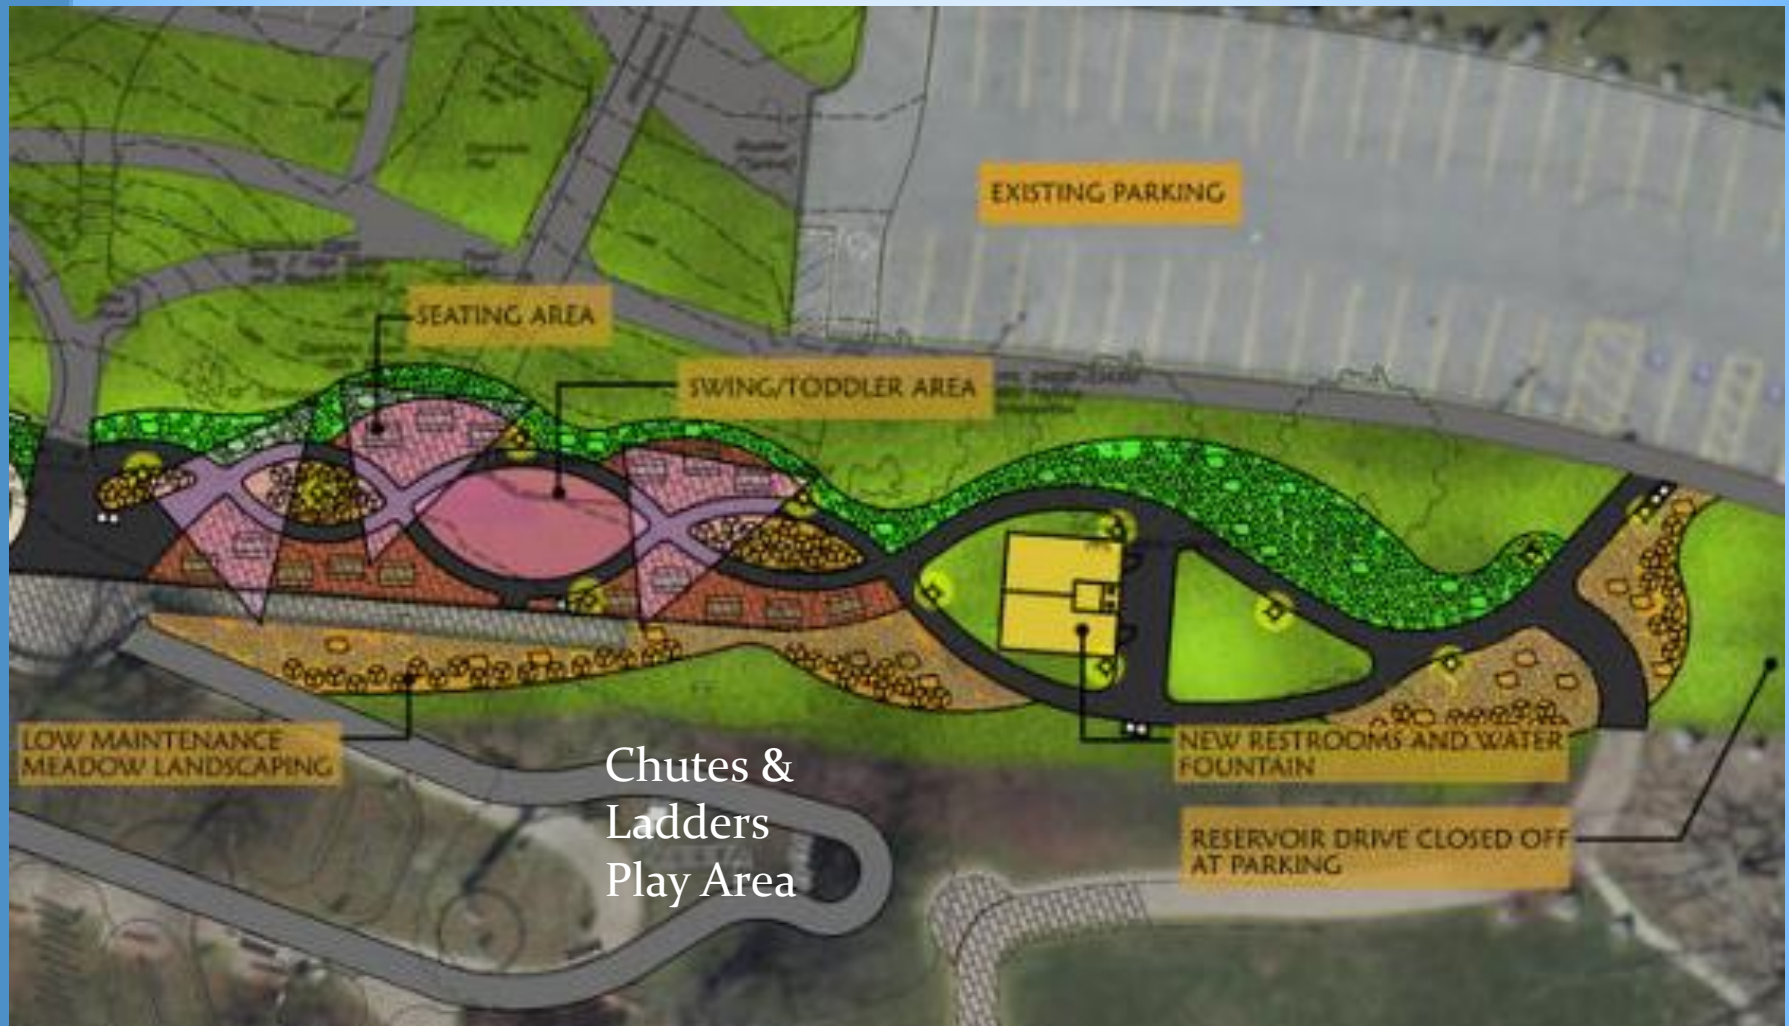 EXISTING PARKING
SEATING AREA
SWING/TODDLER AREA
LOW MAINTENANCE
MEADOW LANDSCAPING
Chutes &
Ladders
Play Area
NEW RESTROOMS AND WATER
FOUNTAIN
RESERVOIR DRIVE CLOSED OFF
AT PARKING